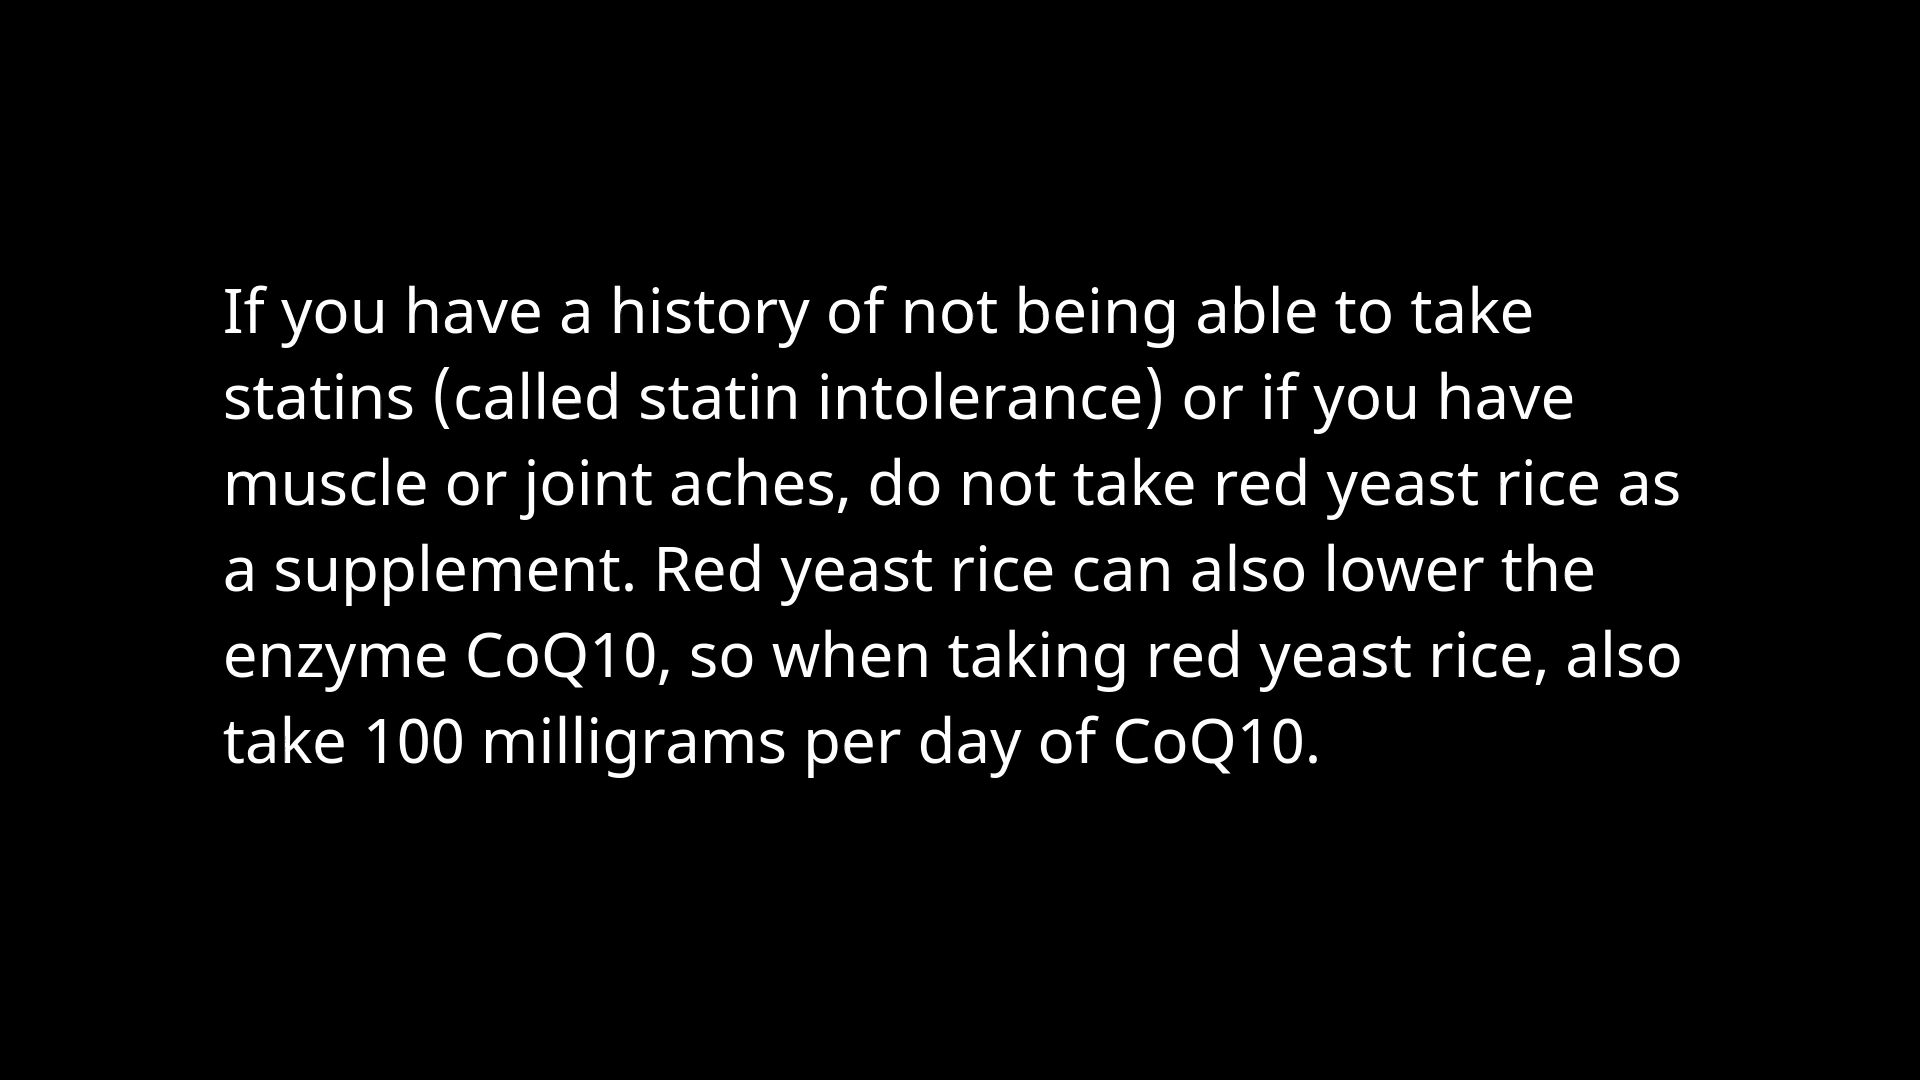 If you have a history of not being able to take
statins (called statin intolerance) or if you have
muscle or joint aches, do not take red yeast rice as
a supplement. Red yeast rice can also lower the
enzyme CoQ10, so when taking red yeast rice, also
take 100 milligrams per day of CoQ10.